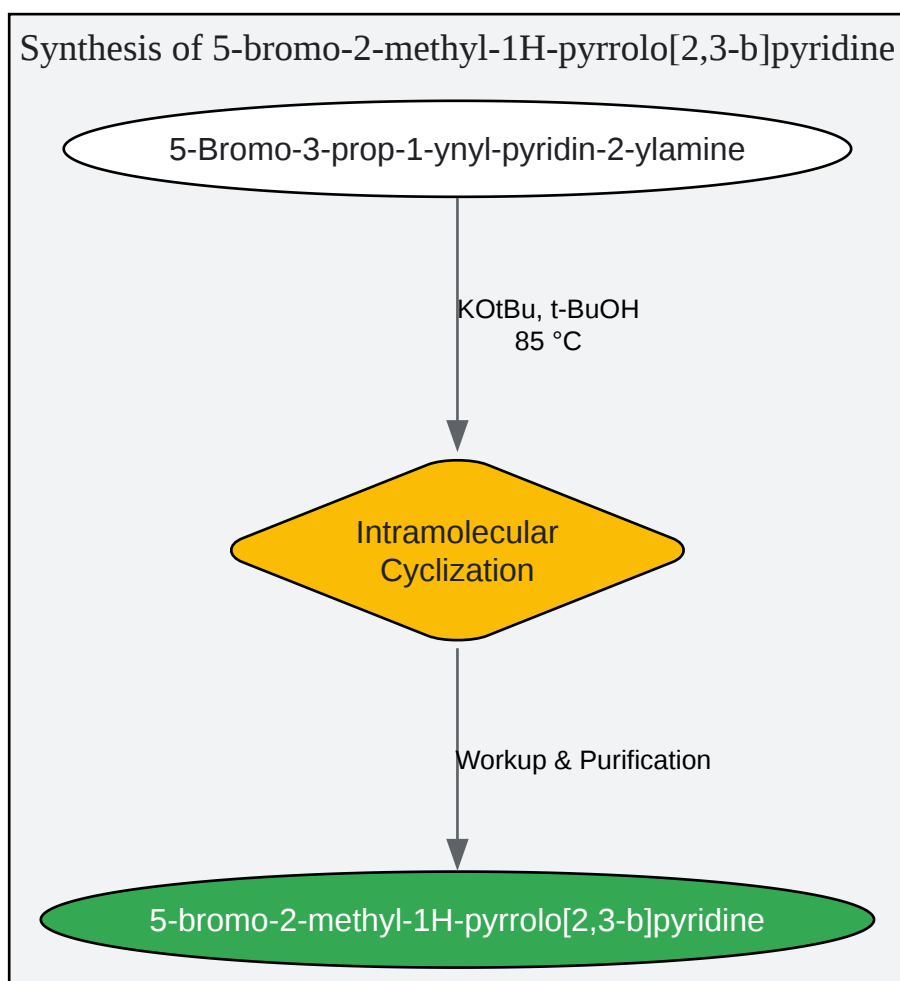 Synthesis of 5-bromo-2-methyl-1H-pyrrolo[2,3-b]pyridine
5-Bromo-3-prop-1-ynyl-pyridin-2-ylamine
KOtBu, t-BuOH
85 °C
Intramolecular
Cyclization
Workup & Purification
5-bromo-2-methyl-1H-pyrrolo[2,3-b]pyridine